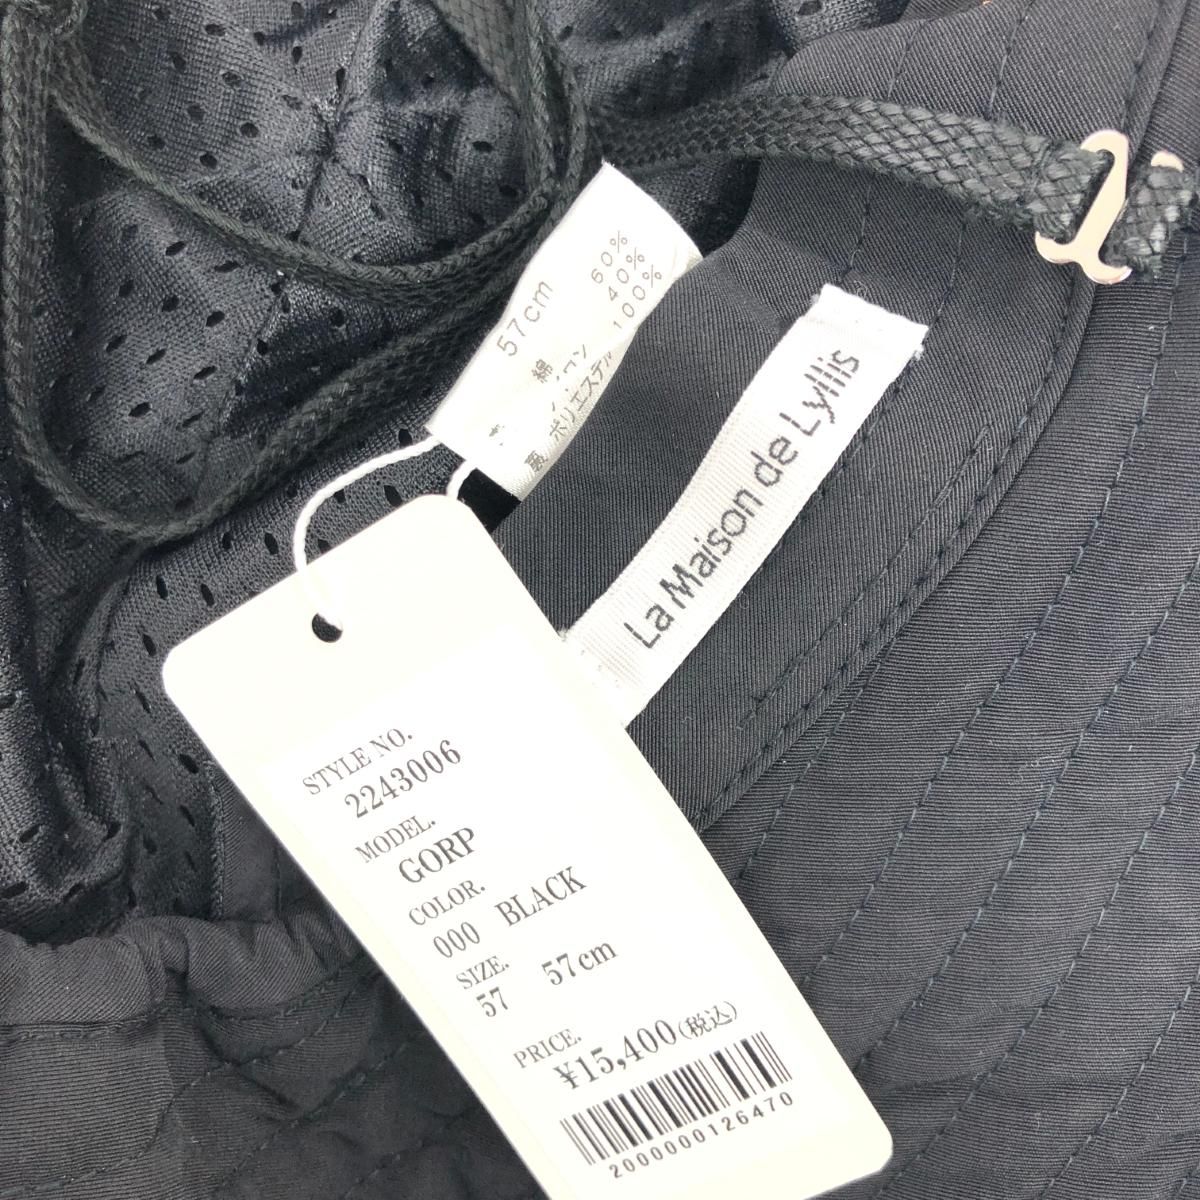 57cm
綿 60%
40%
裏 ポリエステル 100%
La Maison de Lyllis
STYLE NO.
2243006
MODEL.
GORP
COLOR.
000 BLACK
SIZE.
57 57cm
PRICE.
¥15,400(税込)
2000000126470